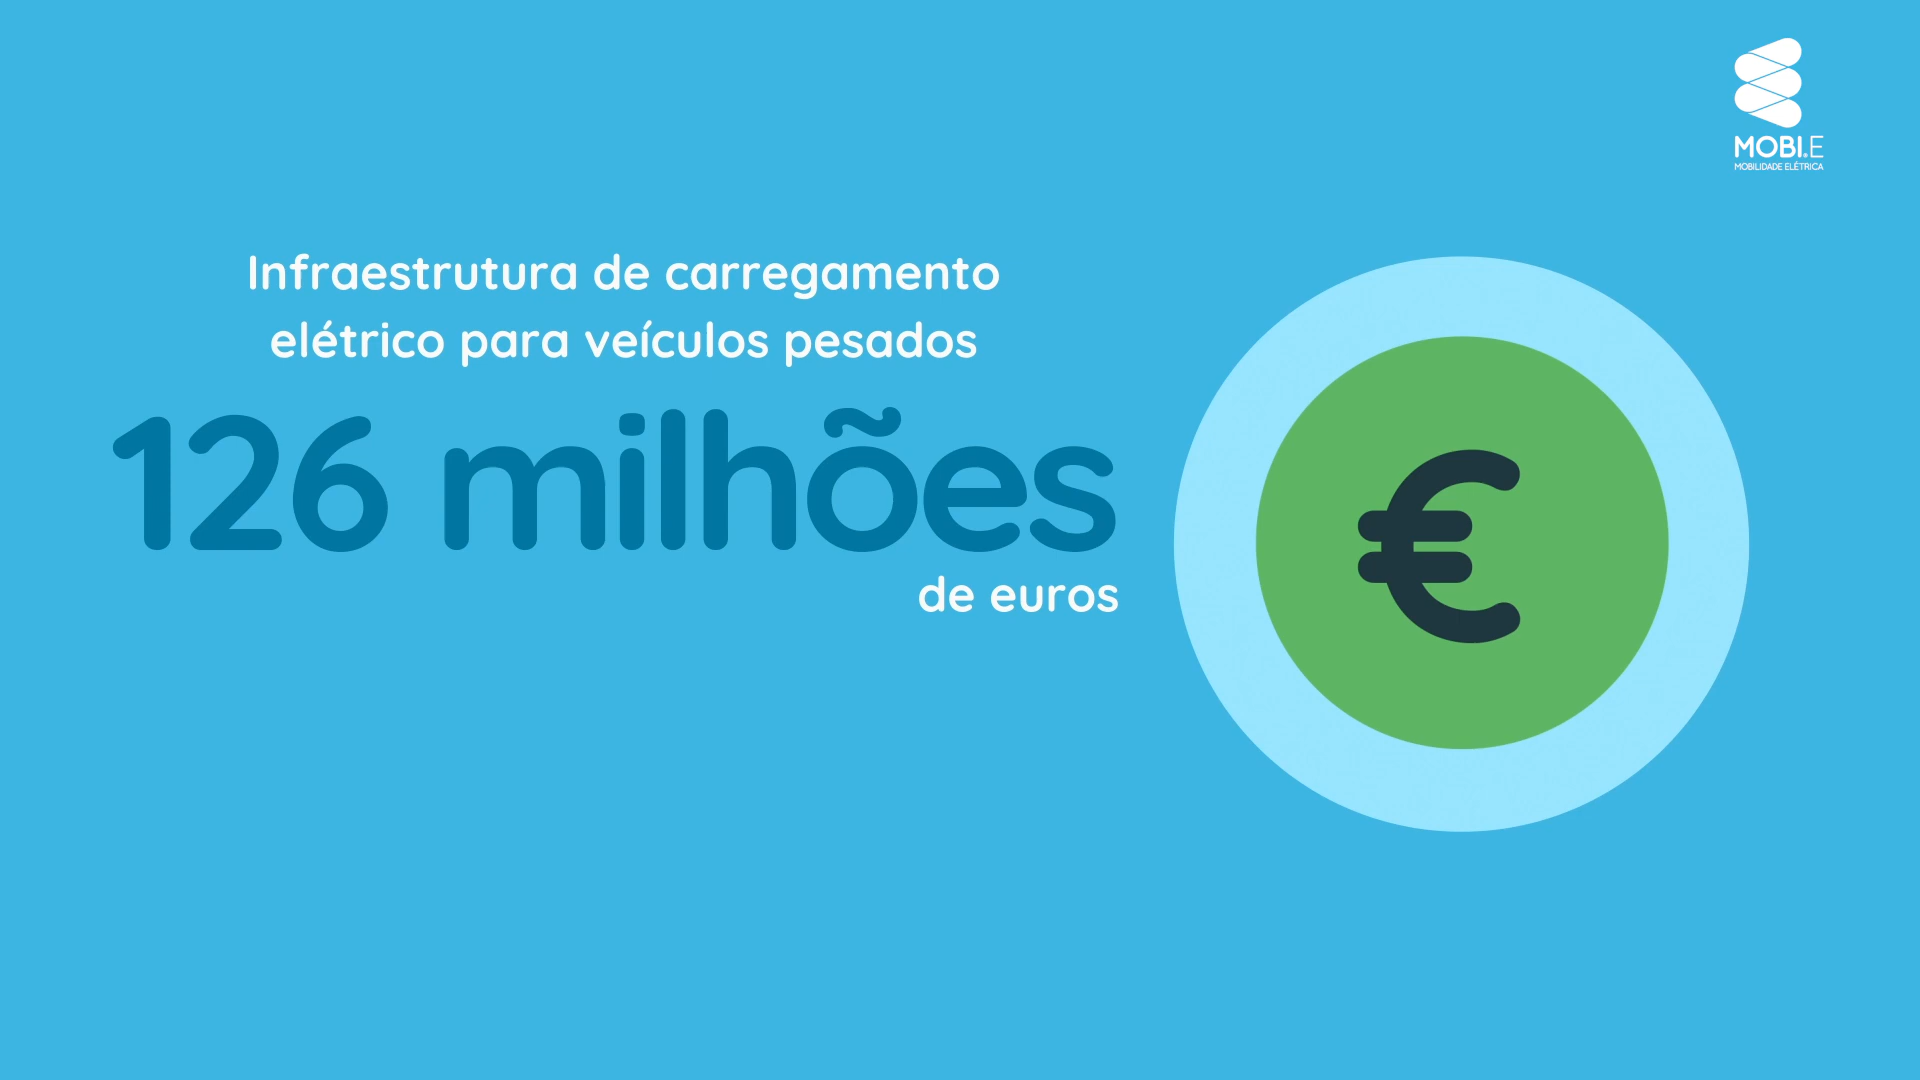 MOBI.E
MOBILIDADE ELÉTRICA
Infraestrutura de carregamento
elétrico para veículos pesados
126 milhões
de euros
€